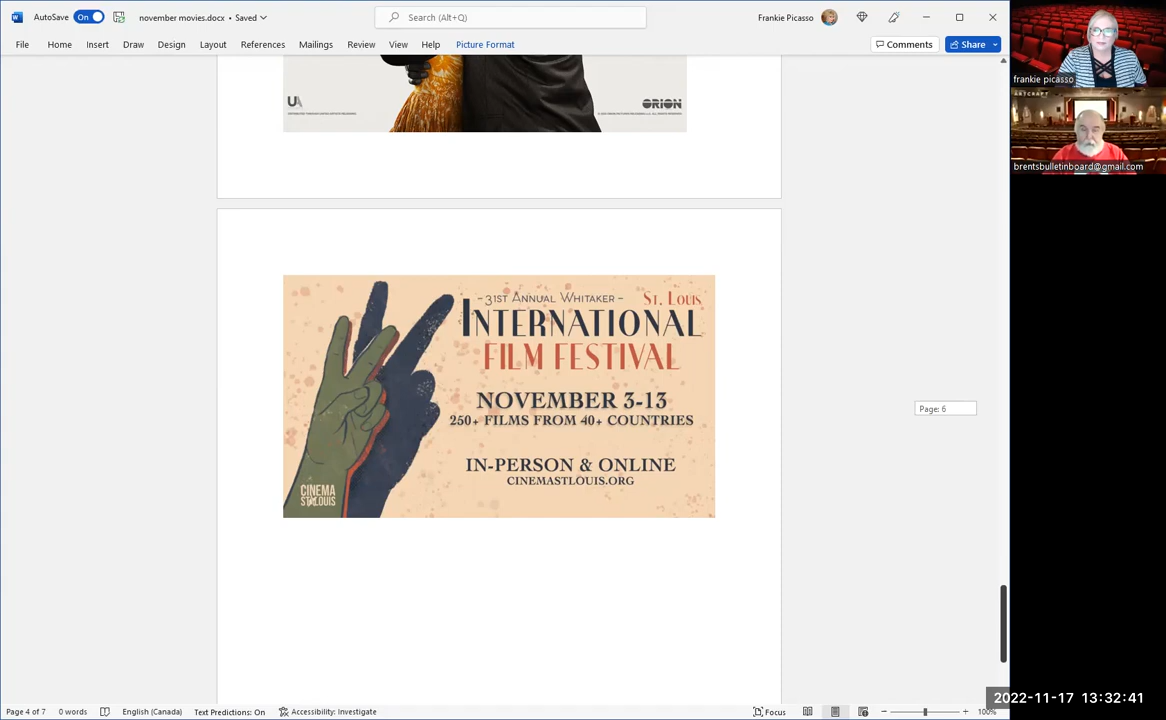 AutoSave On november movies.docx • Saved Search (Alt+Q) Frankie Picasso
File Home Insert Draw Design Layout References Mailings Review View Help Picture Format Comments Share
frankie picasso
ARTCRAFT
brentsbulletinboard@gmail.com
UA ORION
- 31ST ANNUAL WHITAKER - ST. LOUIS
INTERNATIONAL
FILM FESTIVAL
NOVEMBER 3-13
250+ FILMS FROM 40+ COUNTRIES
IN-PERSON & ONLINE
CINEMASTLOUIS.ORG
CINEMA
ST LOUIS
Page: 6
2022-11-17 13:32:41
Page 4 of 7 0 words English (Canada) Text Predictions: On Accessibility: Investigate Focus 100%